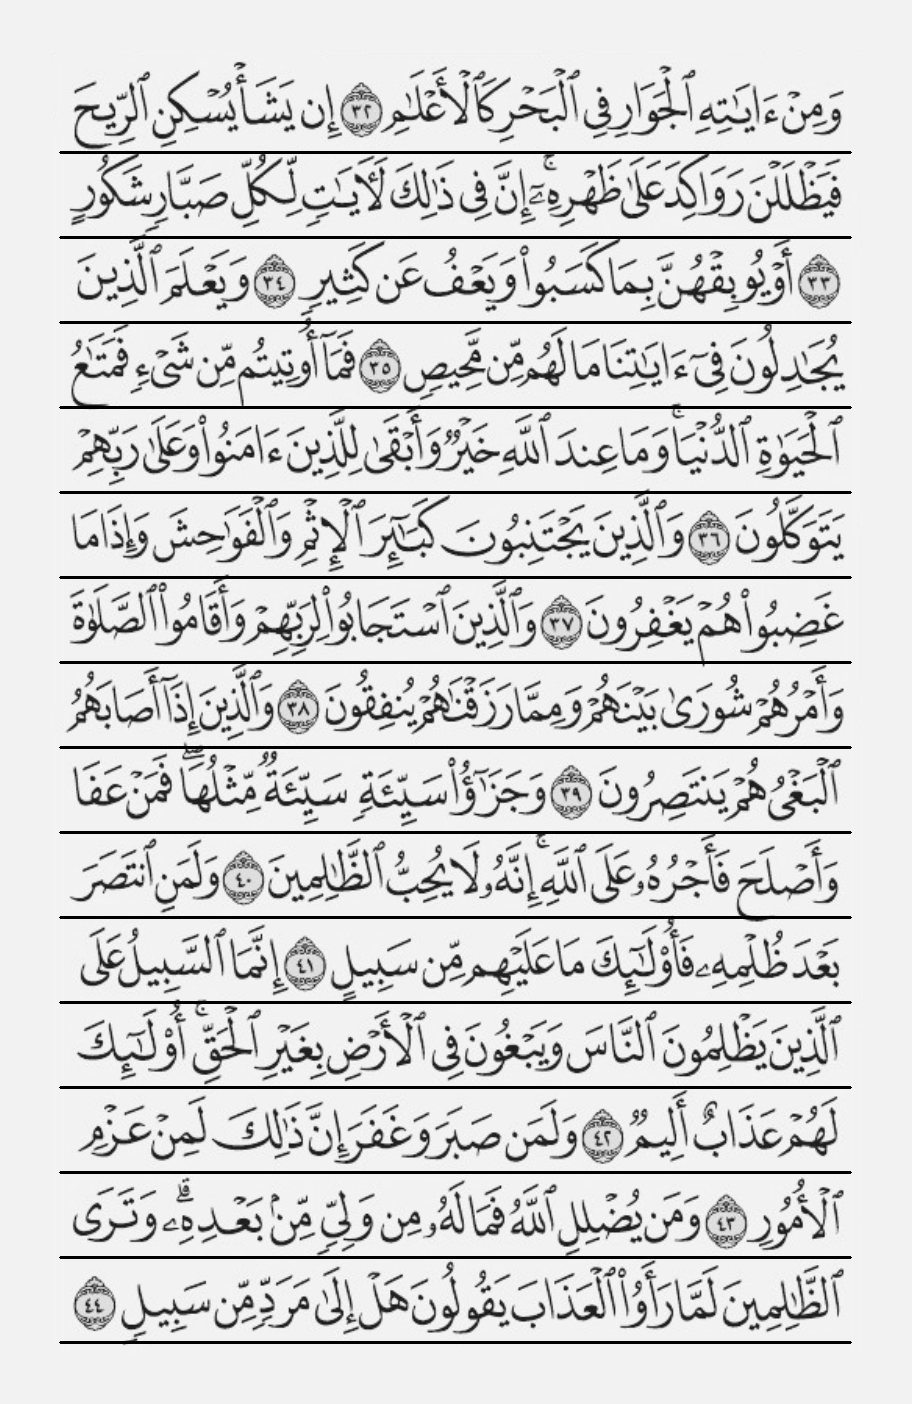 وَمِنۡ ءَايَٰتِهِ ٱلۡجَوَارِ فِي ٱلۡبَحۡرِ كَٱلۡأَعۡلَٰمِ ٣٢ إِن يَشَأۡ يُسۡكِنِ ٱلرِّيحَ
فَيَظۡلَلۡنَ رَوَاكِدَ عَلَىٰ ظَهۡرِهِۦٓۚ إِنَّ فِي ذَٰلِكَ لَأٓيَٰتٖ لِّكُلِّ صَبَّارٖ شَكُورٍ
٣٣ أَوۡ يُوبِقۡهُنَّ بِمَا كَسَبُواْ وَيَعۡفُ عَن كَثِيرٖ ٣٤ وَيَعۡلَمَ ٱلَّذِينَ
يُجَٰدِلُونَ فِيٓ ءَايَٰتِنَا مَا لَهُم مِّن مَّحِيصٖ ٣٥ فَمَآ أُوتِيتُم مِّن شَيۡءٖ فَمَتَٰعُ
ٱلۡحَيَوٰةِ ٱلدُّنۡيَاۚ وَمَا عِندَ ٱللَّهِ خَيۡرٞ وَأَبۡقَىٰ لِلَّذِينَ ءَامَنُواْ وَعَلَىٰ رَبِّهِمۡ
يَتَوَكَّلُونَ ٣٦ وَٱلَّذِينَ يَجۡتَنِبُونَ كَبَٰٓئِرَ ٱلۡإِثۡمِ وَٱلۡفَوَٰحِشَ وَإِذَا مَا
غَضِبُواْ هُمۡ يَغۡفِرُونَ ٣٧ وَٱلَّذِينَ ٱسۡتَجَابُواْ لِرَبِّهِمۡ وَأَقَامُواْ ٱلصَّلَوٰةَ
وَأَمۡرُهُمۡ شُورَىٰ بَيۡنَهُمۡ وَمِمَّا رَزَقۡنَٰهُمۡ يُنفِقُونَ ٣٨ وَٱلَّذِينَ إِذَآ أَصَابَهُمُ
ٱلۡبَغۡيُ هُمۡ يَنتَصِرُونَ ٣٩ وَجَزَٰٓؤُاْ سَيِّئَةٖ سَيِّئَةٞ مِّثۡلُهَاۖ فَمَنۡ عَفَا
وَأَصۡلَحَ فَأَجۡرُهُۥ عَلَى ٱللَّهِۚ إِنَّهُۥ لَا يُحِبُّ ٱلظَّٰلِمِينَ ٤٠ وَلَمَنِ ٱنتَصَرَ
بَعۡدَ ظُلۡمِهِۦ فَأُوْلَٰٓئِكَ مَا عَلَيۡهِم مِّن سَبِيلٍ ٤١ إِنَّمَا ٱلسَّبِيلُ عَلَى
ٱلَّذِينَ يَظۡلِمُونَ ٱلنَّاسَ وَيَبۡغُونَ فِي ٱلۡأَرۡضِ بِغَيۡرِ ٱلۡحَقِّۚ أُوْلَٰٓئِكَ
لَهُمۡ عَذَابٌ أَلِيمٞ ٤٢ وَلَمَن صَبَرَ وَغَفَرَ إِنَّ ذَٰلِكَ لَمِنۡ عَزۡمِ
ٱلۡأُمُورِ ٤٣ وَمَن يُضۡلِلِ ٱللَّهُ فَمَا لَهُۥ مِن وَلِيّٖ مِّنۢ بَعۡدِهِۦۗ وَتَرَى
ٱلظَّٰلِمِينَ لَمَّا رَأَوُاْ ٱلۡعَذَابَ يَقُولُونَ هَلۡ إِلَىٰ مَرَدّٖ مِّن سَبِيلٖ ٤٤